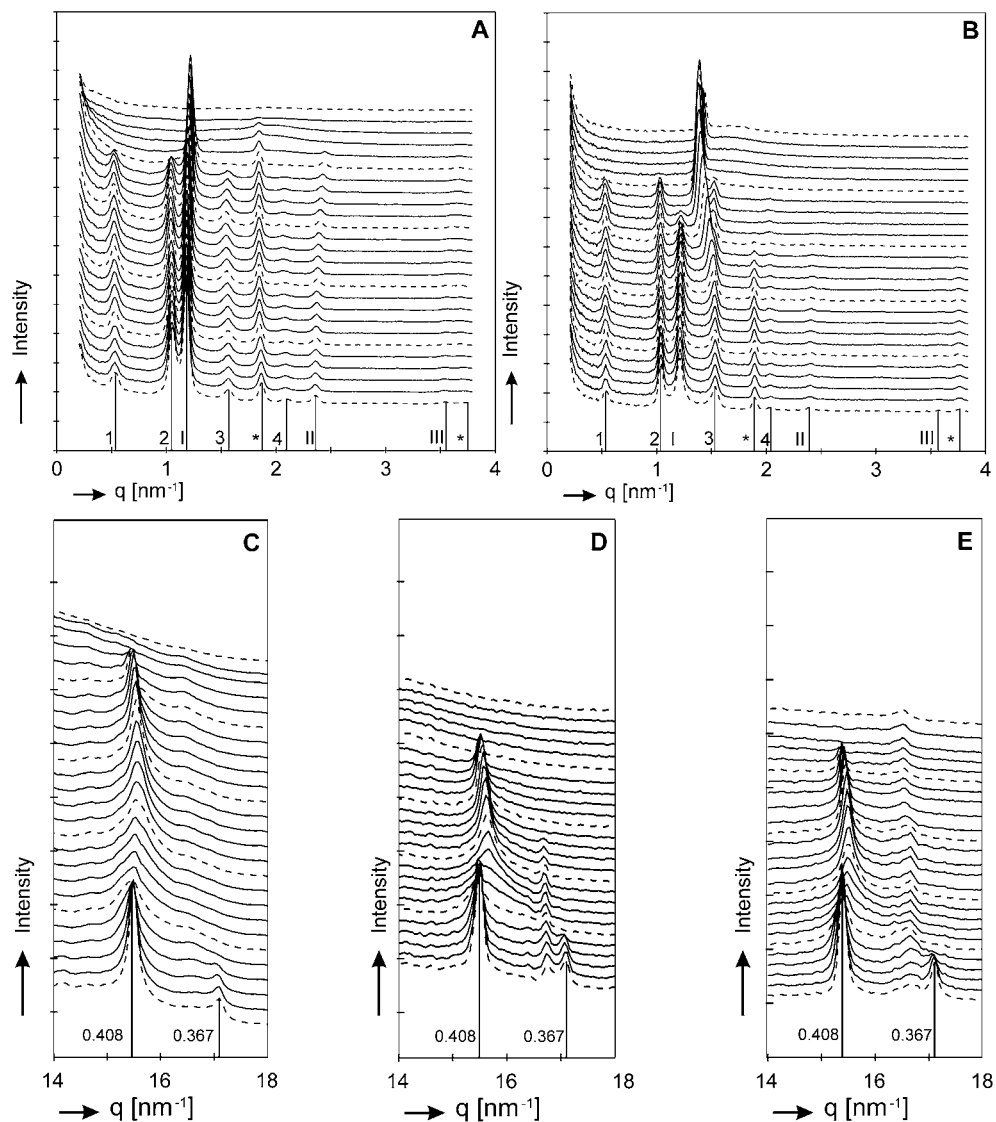 A
Intensity
1 2 I 3 * 4 II III *
0 1 2 3 4
q [nm-1]
B
Intensity
1 2 I 3 * 4 II III *
0 1 2 3 4
q [nm-1]
C
Intensity
0.408 0.367
14 16 18
q [nm-1]
D
Intensity
0.408 0.367
14 16 18
q [nm-1]
E
Intensity
0.408 0.367
14 16 18
q [nm-1]